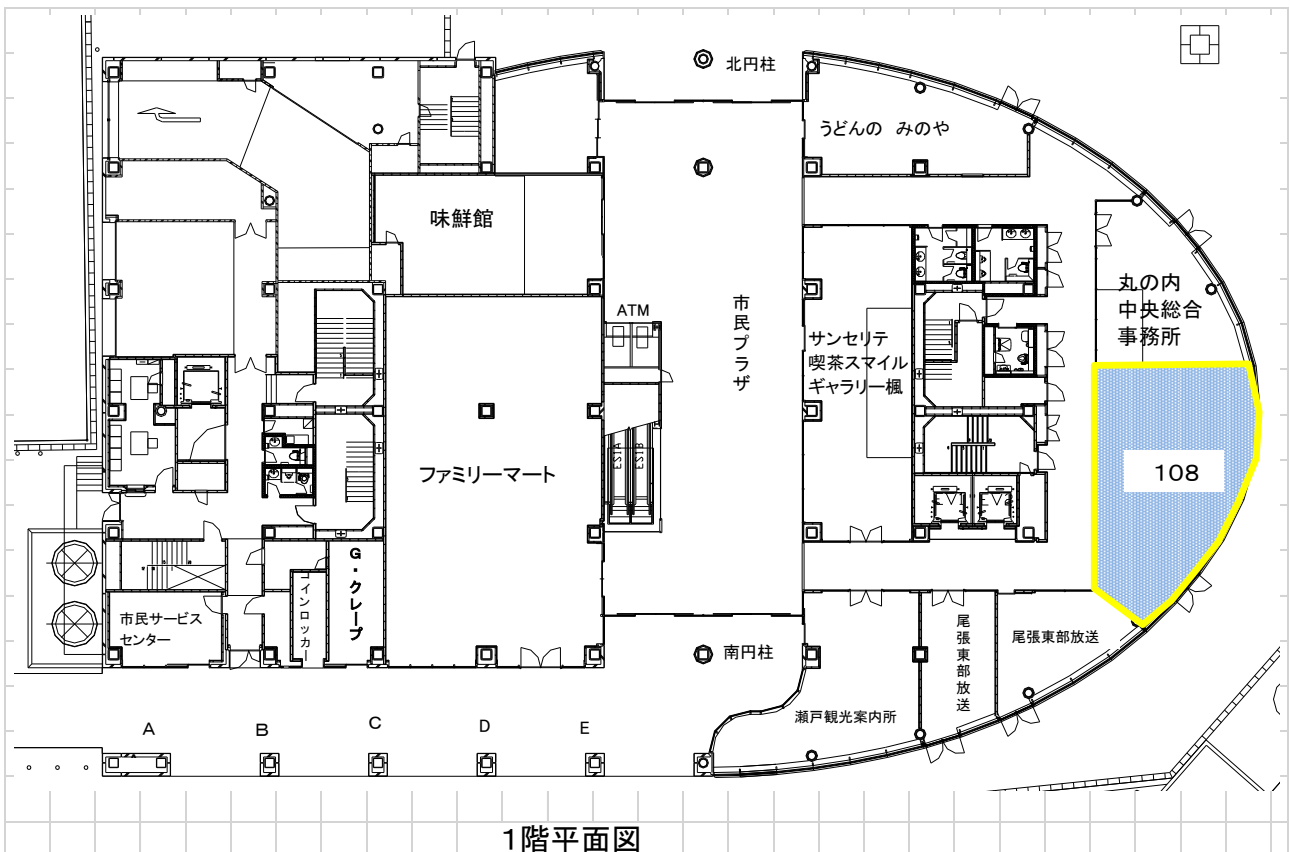 北円柱
うどんの みのや
味鮮館
丸の内
中央総合
事務所
ATM
市民プラザ
サンセリテ
喫茶スマイル
ギャラリー楓
ファミリーマート
108
G・クレープ
コインロッカー
市民サービス
センター
南円柱
尾張東部放送
尾張東部放送
瀬戸観光案内所
A
B
C
D
E
1階平面図